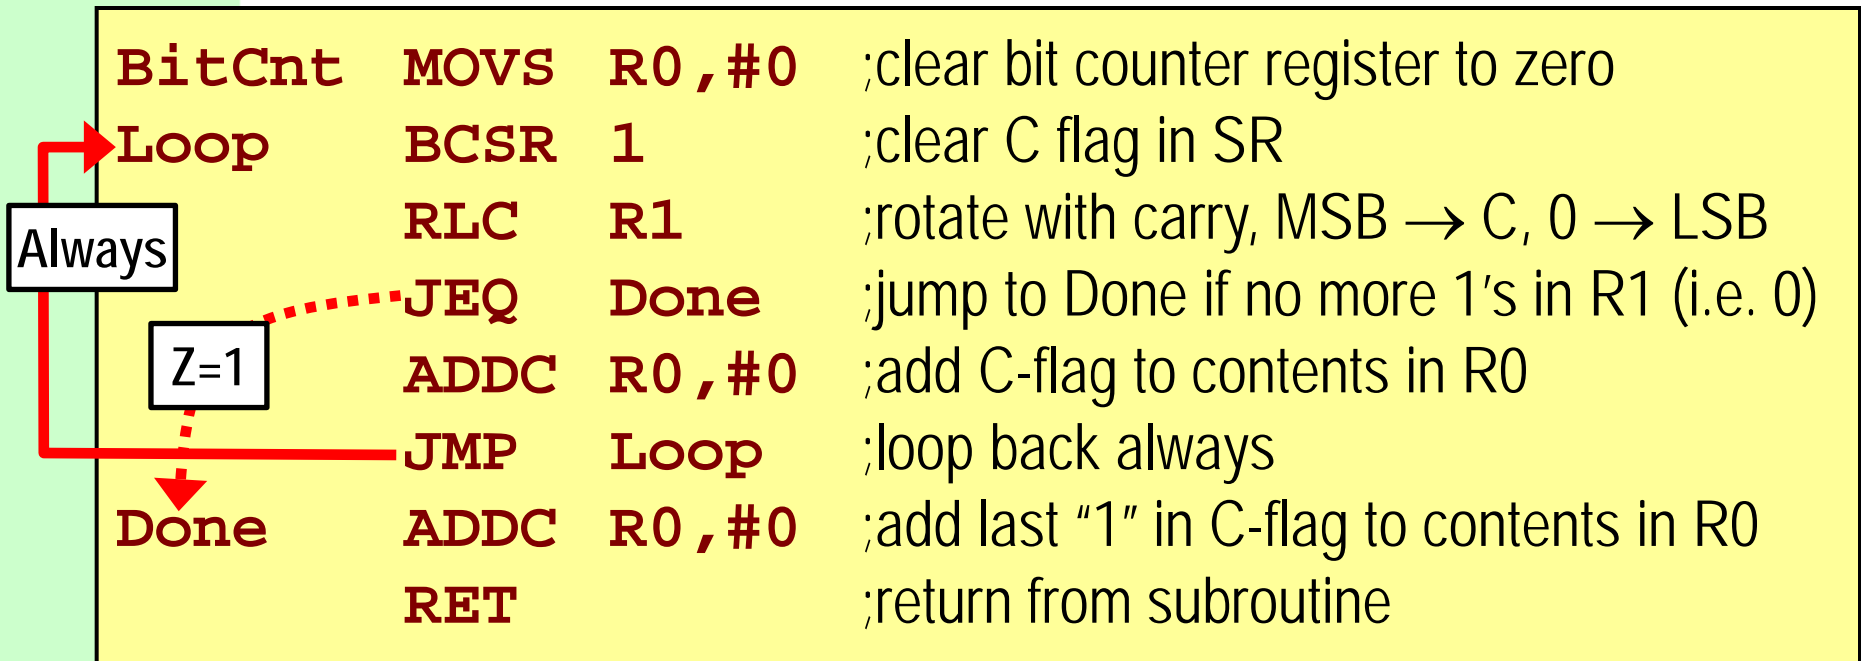 BitCnt MOVS R0,#0 ;clear bit counter register to zero
Loop BCSR 1 ;clear C flag in SR
RLC R1 ;rotate with carry, MSB → C, 0 → LSB
Always
JEQ Done ;jump to Done if no more 1's in R1 (i.e. 0)
Z=1
ADDC R0,#0 ;add C-flag to contents in R0
JMP Loop ;loop back always
Done ADDC R0,#0 ;add last “1” in C-flag to contents in R0
RET ;return from subroutine